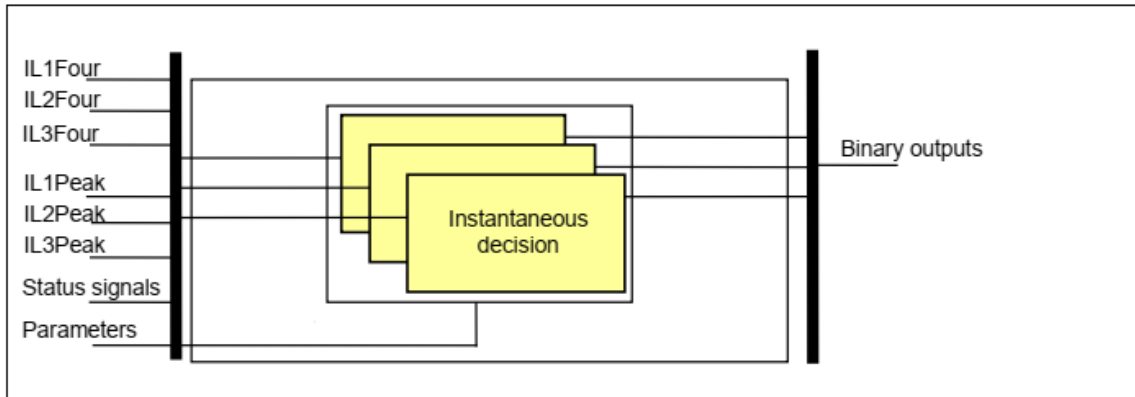 IL1Four
IL2Four
IL3Four
IL1Peak
IL2Peak
IL3Peak
Status signals
Parameters
Instantaneous
decision
Binary outputs